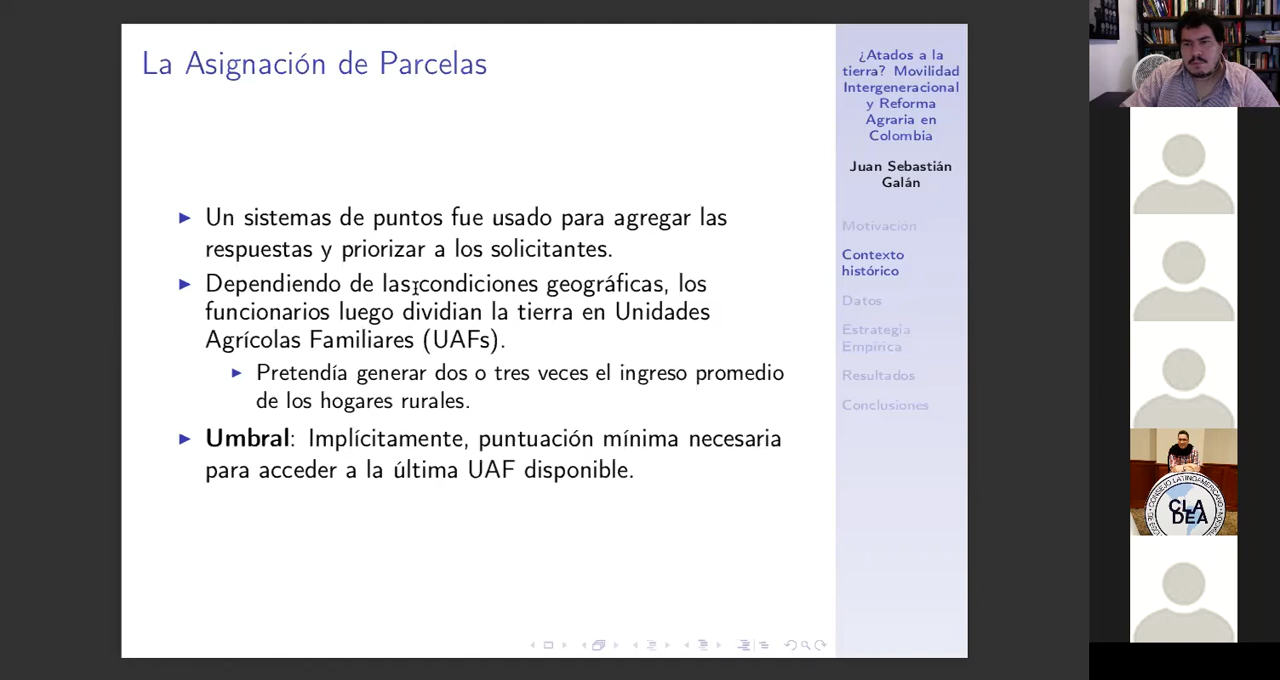 La Asignación de Parcelas
Un sistemas de puntos fue usado para agregar las
respuestas y priorizar a los solicitantes.
Dependiendo de las condiciones geográficas, los
funcionarios luego dividian la tierra en Unidades
Agrícolas Familiares (UAFs).
Pretendía generar dos o tres veces el ingreso promedio
de los hogares rurales.
Umbral: Implícitamente, puntuación mínima necesaria
para acceder a la última UAF disponible.
¿Atados a la
tierra? Movilidad
Intergeneracional
y Reforma
Agraria en
Colombia
Juan Sebastián
Galán
Motivación
Contexto
histórico
Datos
Estrategia
Empírica
Resultados
Conclusiones
CONSEJO LATINOAMERICANO
CLA
DEA